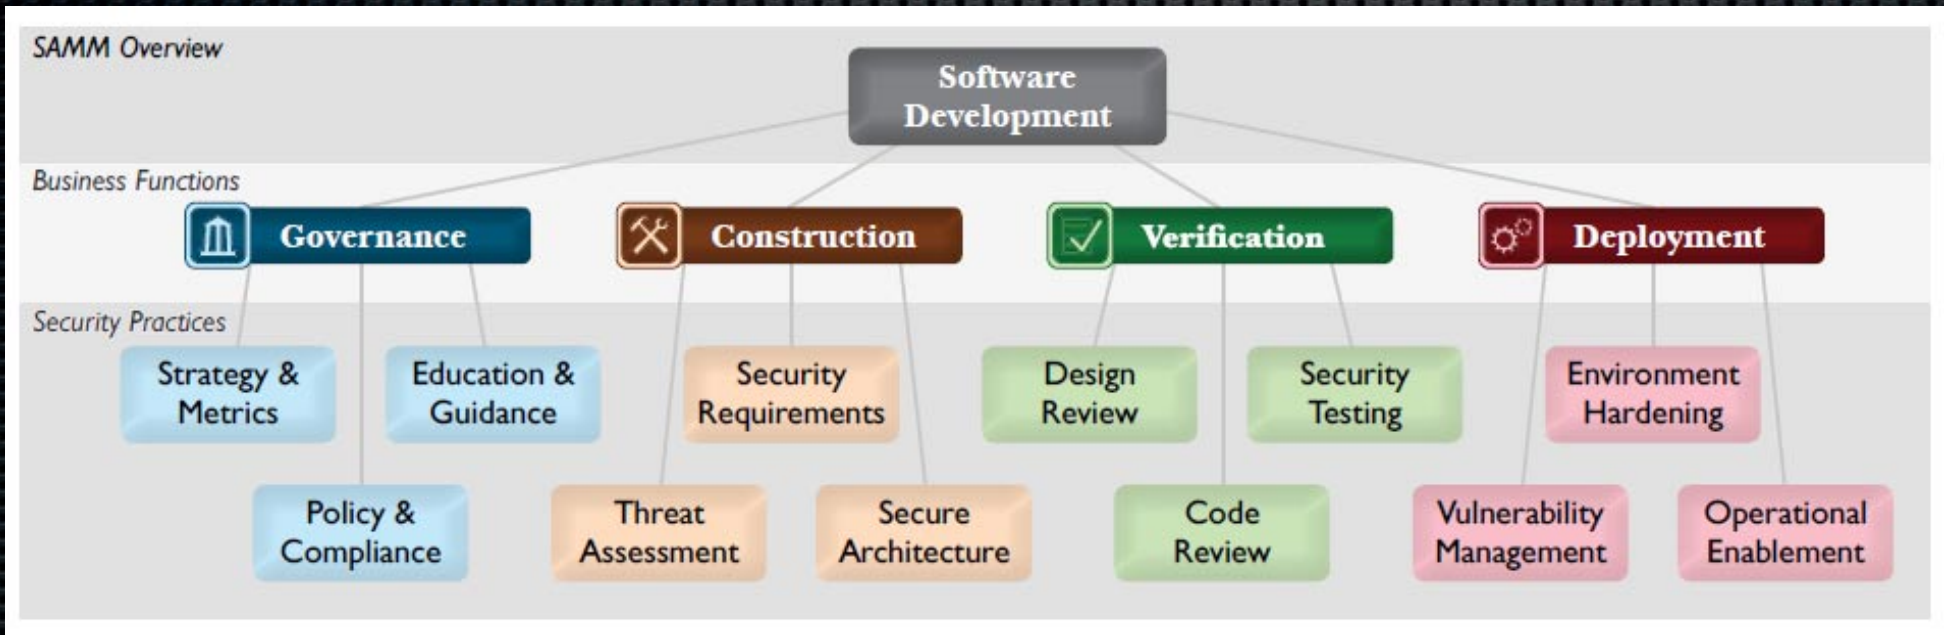 SAMM Overview
Software
Development
Business Functions
Governance
Construction
Verification
Deployment
Security Practices
Strategy &
Metrics
Education &
Guidance
Security
Requirements
Design
Review
Security
Testing
Environment
Hardening
Policy &
Compliance
Threat
Assessment
Secure
Architecture
Code
Review
Vulnerability
Management
Operational
Enablement